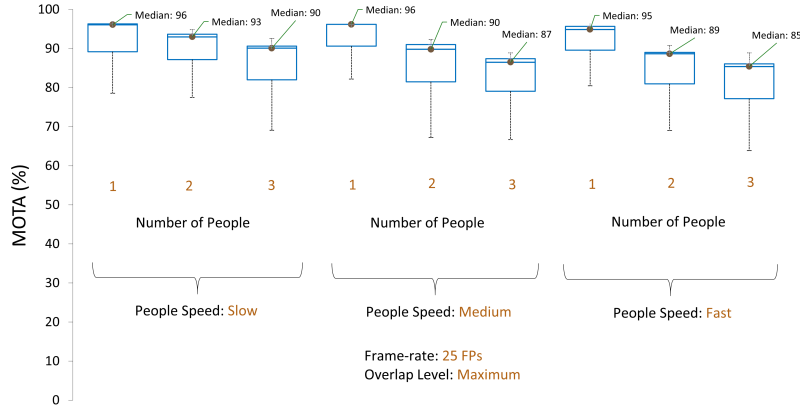 100
90
80
70
60
50
40
30
20
10
0
MOTA (%)
Median: 96
Median: 93
Median: 90
Median: 96
Median: 90
Median: 87
Median: 95
Median: 89
Median: 85
1 2 3
1 2 3
1 2 3
Number of People
Number of People
Number of People
People Speed: Slow
People Speed: Medium
People Speed: Fast
Frame-rate: 25 FPs
Overlap Level: Maximum